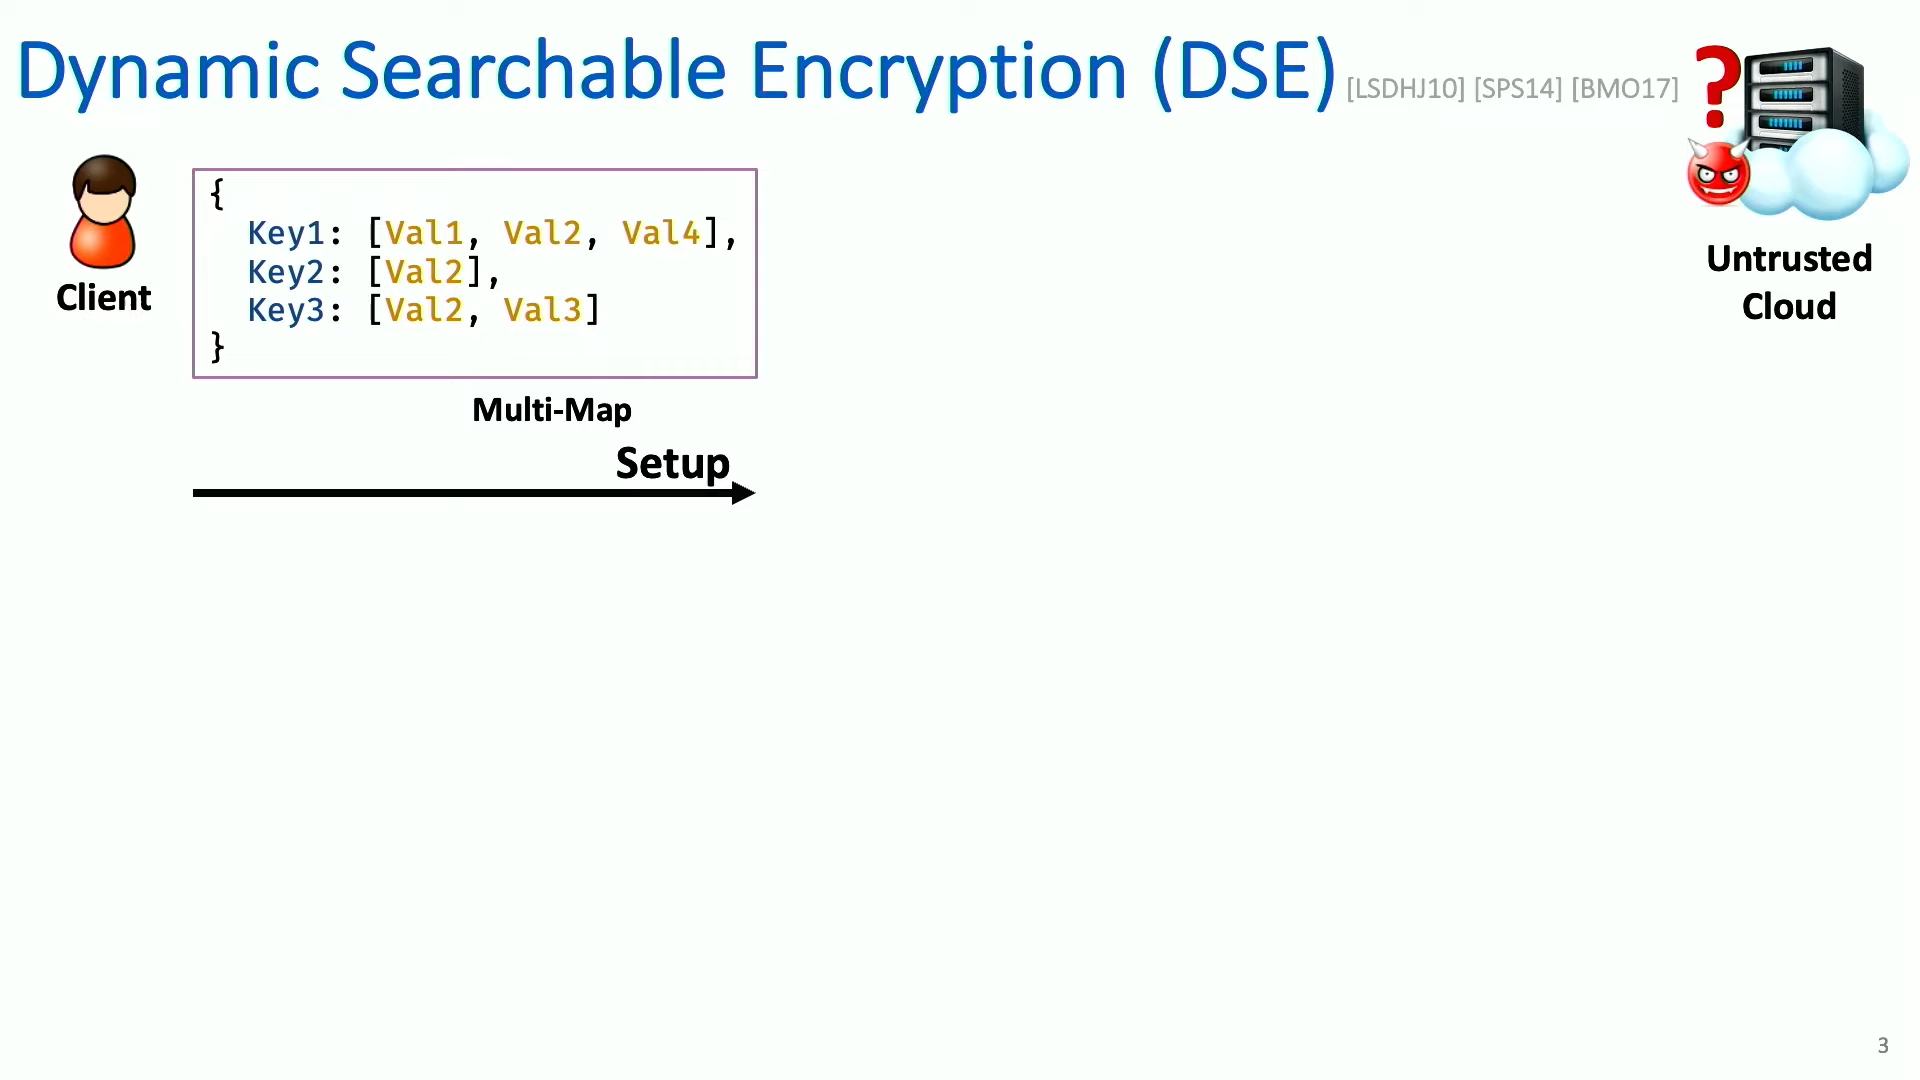 Dynamic Searchable Encryption (DSE) [LSDHJ10] [SPS14] [BMO17]
?
Client
{
Key1: [Val1, Val2, Val4],
Key2: [Val2],
Key3: [Val2, Val3]
}
Multi-Map
Setup
Untrusted
Cloud
3